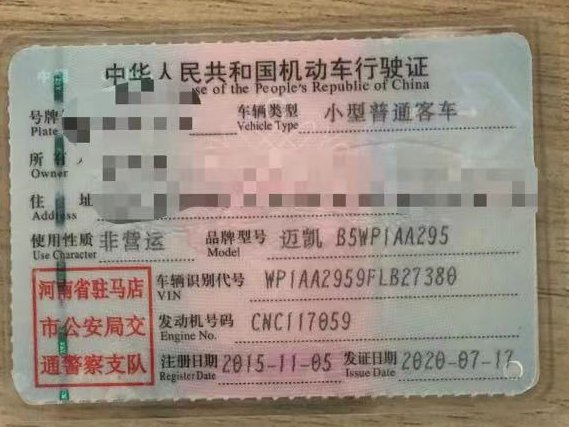 中华人民共和国机动车行驶证
se of the People's Republic of China
号牌
Plate
车辆类型 小型普通客车
Vehicle Type
所有人
Owner
住 址
Address
使用性质 非营运 品牌型号 迈凯 B5WP1AA295
Use Character Model
车辆识别代号 WP1AA2959FLB27380
VIN
发动机号码 CNC117059
Engine No.
注册日期 2015-11-05 发证日期 2020-07-17
Register Date Issue Date
河南省驻马店
市公安局交
通警察支队